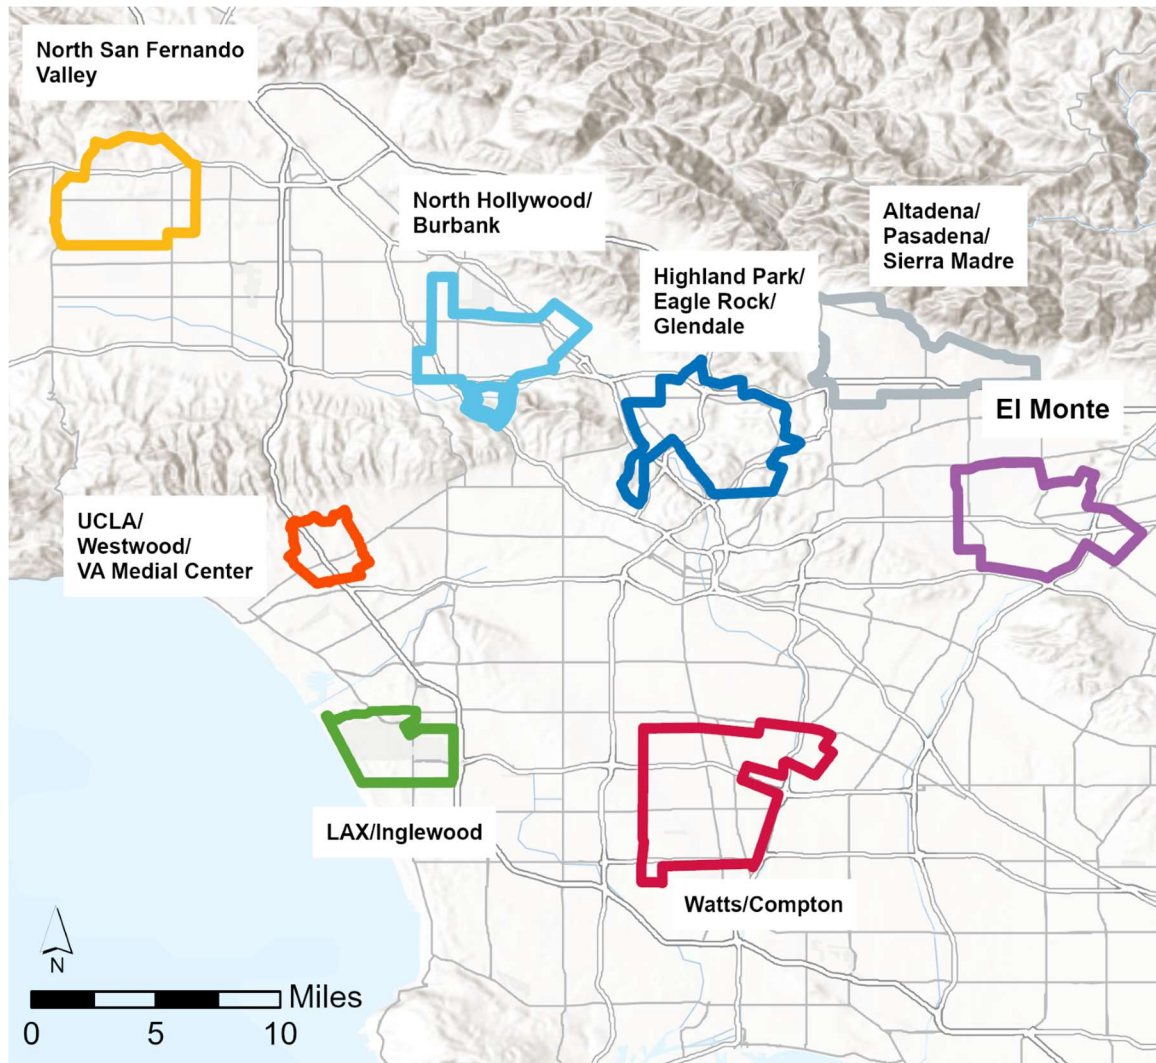 North San Fernando
Valley
North Hollywood/
Burbank
Altadena/
Pasadena/
Sierra Madre
Highland Park/
Eagle Rock/
Glendale
El Monte
UCLA/
Westwood/
VA Medial Center
LAX/Inglewood
Watts/Compton
N
Miles
0 5 10